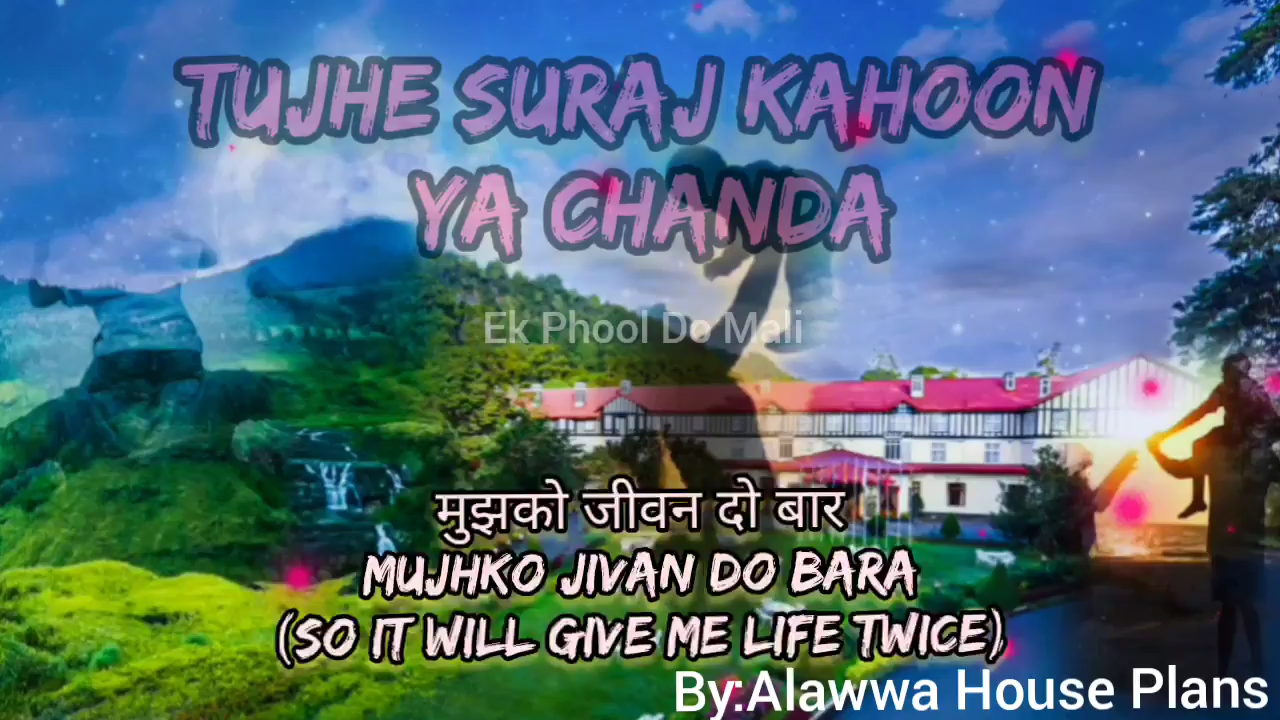 TUJHE SURAJ KAHOON
YA CHANDA
Ek Phool Do Mali
मुझको जीवन दो बार
MUJHKO JIVAN DO BARA
(SO IT WILL GIVE ME LIFE TWICE)
By:Alawwa House Plans